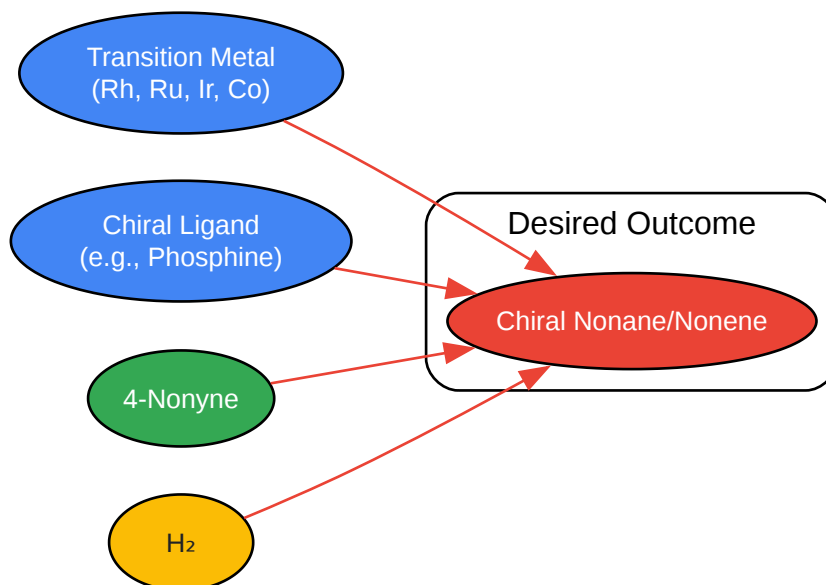 Transition Metal
(Rh, Ru, Ir, Co)
Chiral Ligand
(e.g., Phosphine)
4-Nonyne
H₂
Desired Outcome
Chiral Nonane/Nonene